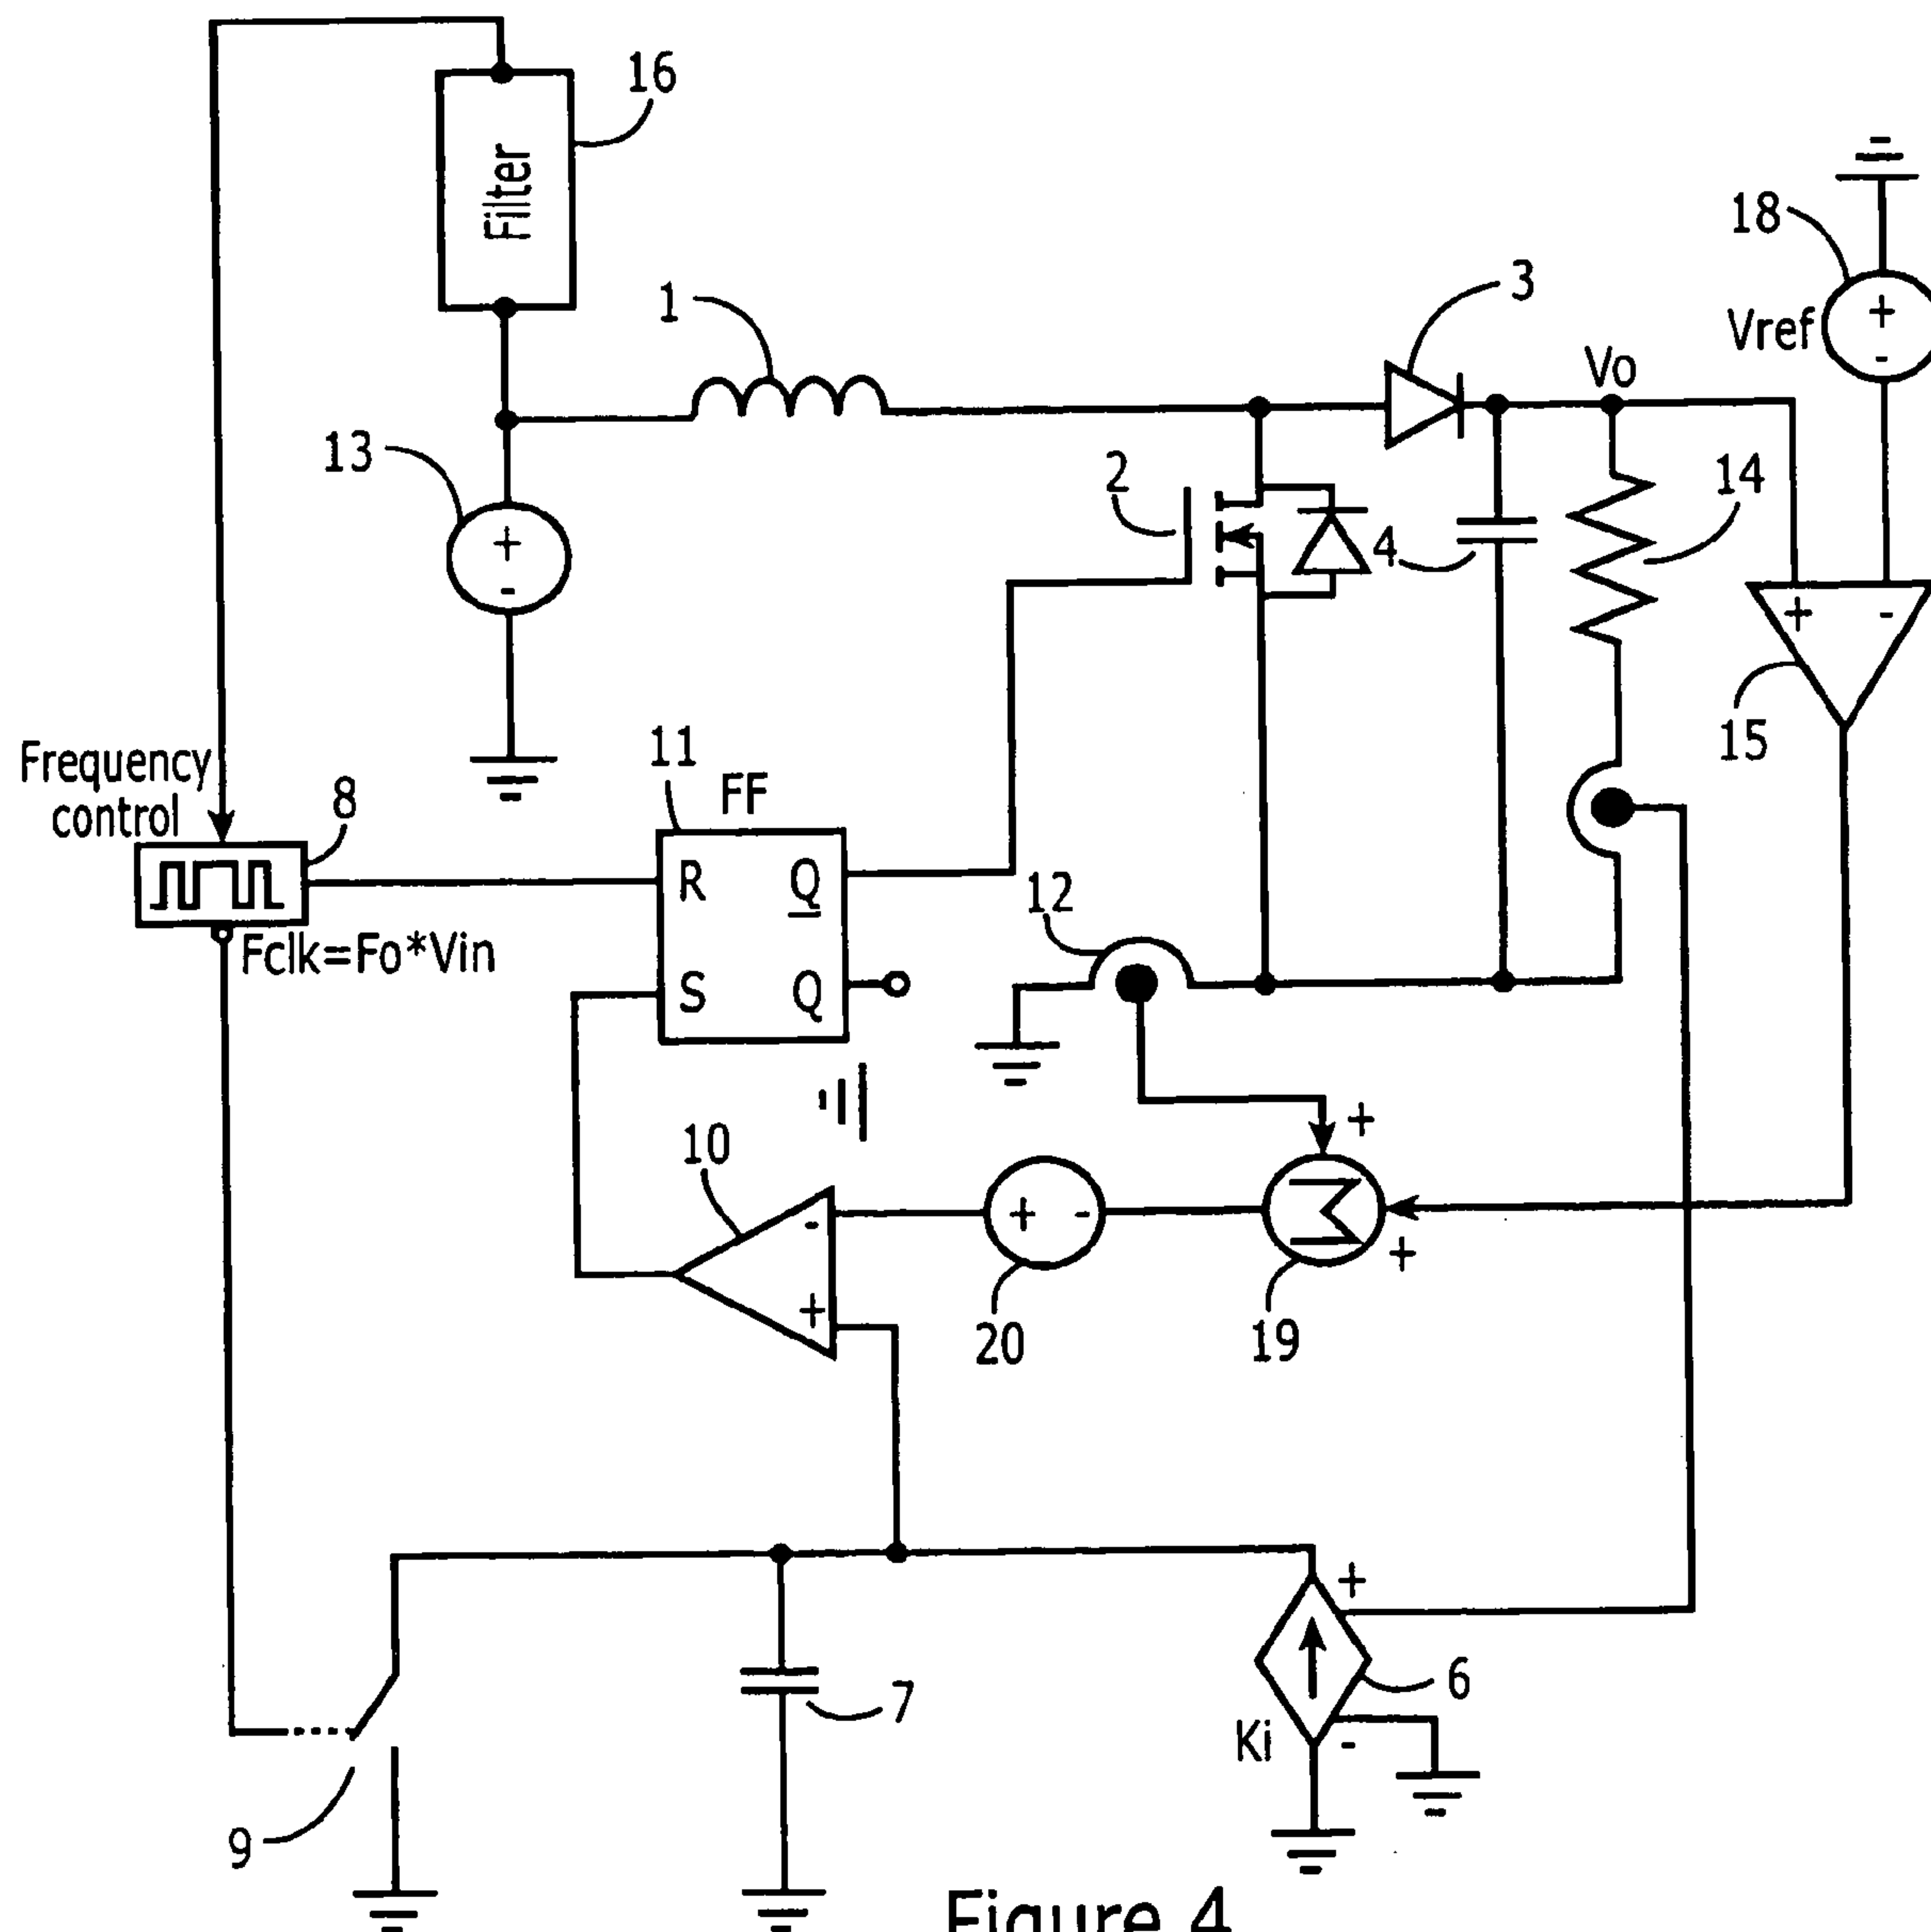 16
Filter
18
Vref
+
-
1
3
Vo
13
+
-
2
4
14
+
-
15
Frequency
control
8
11
FF
R
Q
S
Q
Fclk=Fo*Vin
12
+
10
-
+
+
-
20
Σ
19
+
+
6
Ki
-
7
9
Figure 4